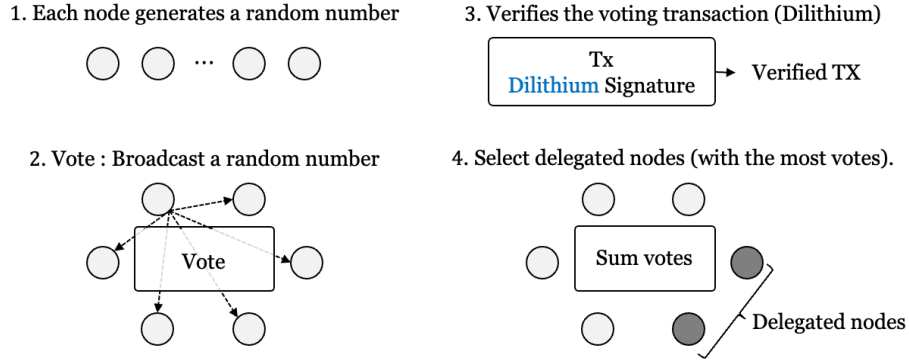 1. Each node generates a random number
...
2. Vote : Broadcast a random number
Vote
3. Verifies the voting transaction (Dilithium)
Tx
Dilithium Signature
Verified TX
4. Select delegated nodes (with the most votes).
Sum votes
Delegated nodes